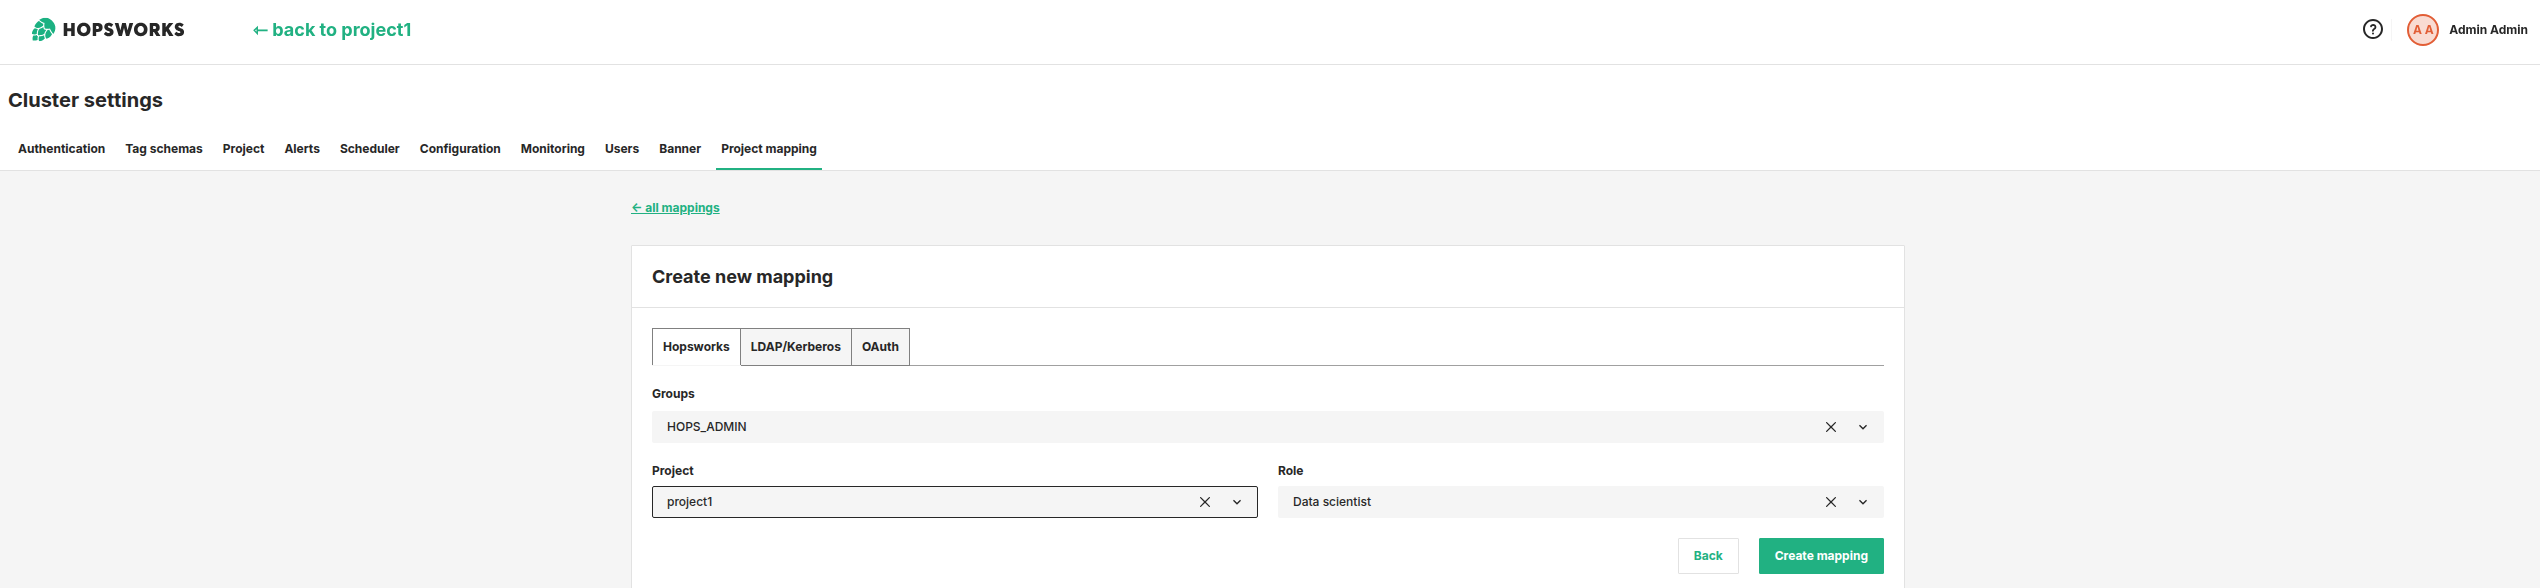 HOPSWORKS
← back to project1
?
A A
Admin Admin
Cluster settings
Authentication Tag schemas Project Alerts Scheduler Configuration Monitoring Users Banner Project mapping
← all mappings
Create new mapping
Hopsworks LDAP/Kerberos OAuth
Groups
HOPS_ADMIN
Project Role
project1 Data scientist
Back Create mapping